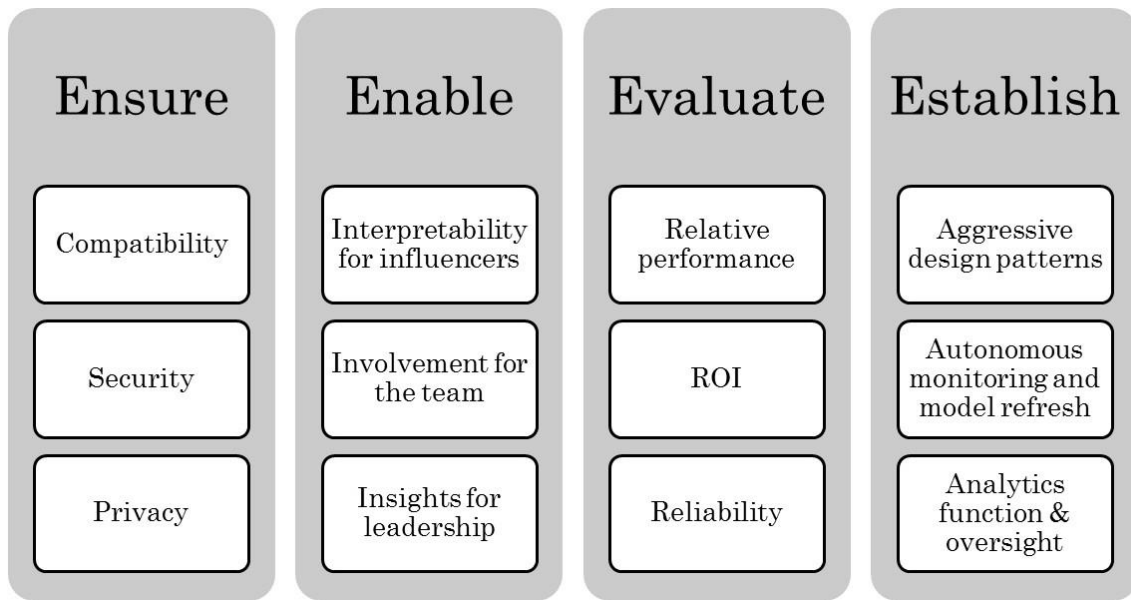 Ensure
Compatibility
Security
Privacy
Enable
Interpretability
for influencers
Involvement for
the team
Insights for
leadership
Evaluate
Relative
performance
ROI
Reliability
Establish
Aggressive
design patterns
Autonomous
monitoring and
model refresh
Analytics
function &
oversight